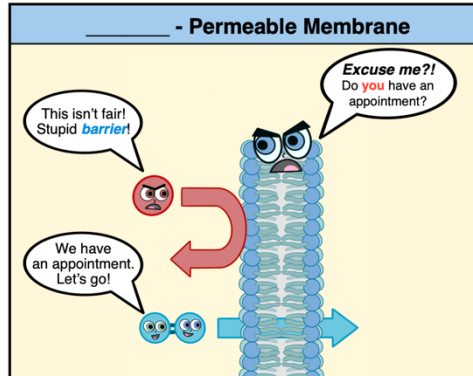 _______ - Permeable Membrane
Excuse me?!
Do you have an
appointment?
This isn't fair!
Stupid barrier!
We have
an appointment.
Let's go!